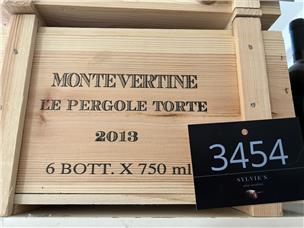 MONTEVERTINE
LE PERGOLE TORTE
2013
6 BOTT. X 750 ml
3454
SYLVIE'S